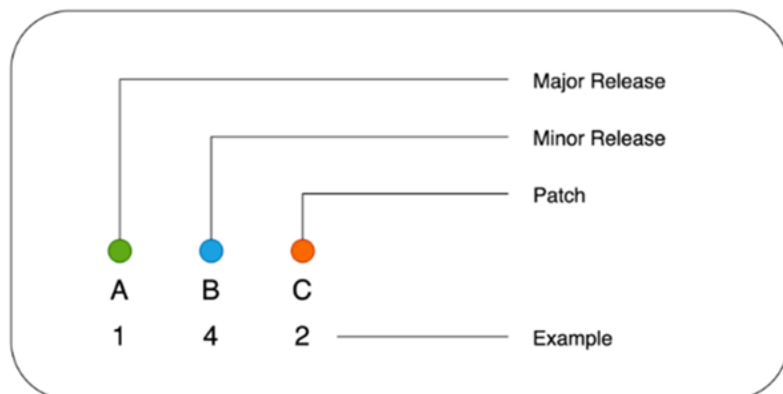 Major Release
Minor Release
Patch
A B C
1 4 2 Example